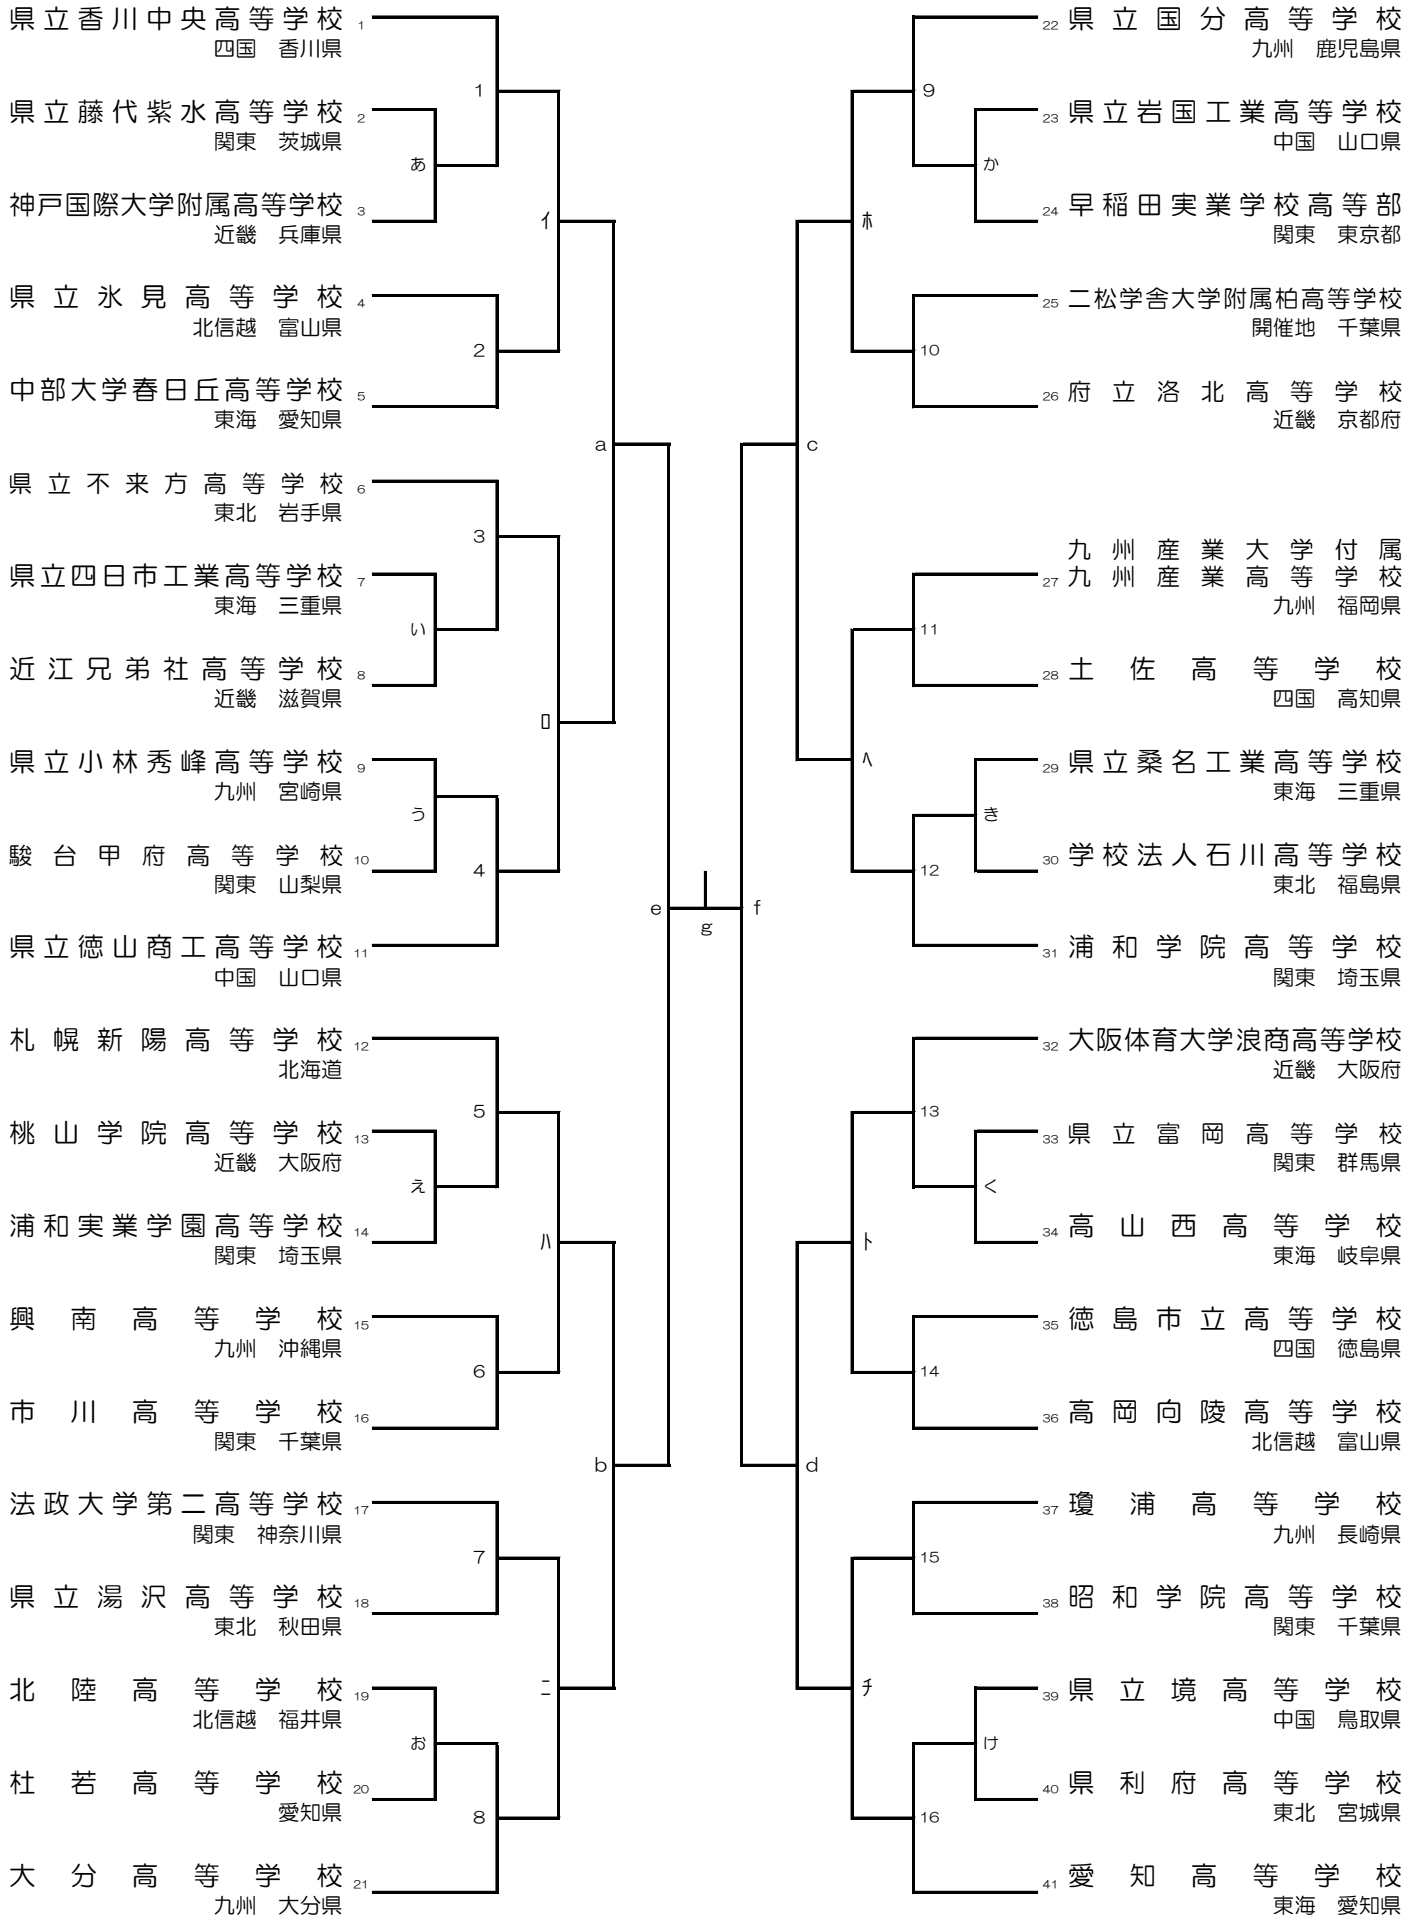 県立香川中央高等学校 1
四国 香川県
1
県立藤代紫水高等学校 2
関東 茨城県
あ
神戸国際大学附属高等学校 3
近畿 兵庫県
イ
県立氷見高等学校 4
北信越 富山県
2
中部大学春日丘高等学校 5
東海 愛知県
a
県立不来方高等学校 6
東北 岩手県
3
県立四日市工業高等学校 7
東海 三重県
い
近江兄弟社高等学校 8
近畿 滋賀県
ロ
県立小林秀峰高等学校 9
九州 宮崎県
う
駿台甲府高等学校 10
関東 山梨県
4
県立徳山商工高等学校 11
中国 山口県
e
g
f
札幌新陽高等学校 12
北海道
5
桃山学院高等学校 13
近畿 大阪府
え
浦和実業学園高等学校 14
関東 埼玉県
ハ
興南高等学校 15
九州 沖縄県
6
市川高等学校 16
関東 千葉県
b
法政大学第二高等学校 17
関東 神奈川県
7
県立湯沢高等学校 18
東北 秋田県
ニ
北陸高等学校 19
北信越 福井県
お
杜若高等学校 20
愛知県
8
大分高等学校 21
九州 大分県
22 県立国分高等学校
九州 鹿児島県
9
23 県立岩国工業高等学校
中国 山口県
か
24 早稲田実業学校高等部
関東 東京都
ホ
25 二松学舎大学附属柏高等学校
開催地 千葉県
10
26 府立洛北高等学校
近畿 京都府
c
九州産業大学付属
27 九州産業高等学校
九州 福岡県
11
28 土佐高等学校
四国 高知県
ヘ
29 県立桑名工業高等学校
東海 三重県
き
30 学校法人石川高等学校
東北 福島県
12
31 浦和学院高等学校
関東 埼玉県
32 大阪体育大学浪商高等学校
近畿 大阪府
13
33 県立富岡高等学校
関東 群馬県
く
34 高山西高等学校
東海 岐阜県
ト
35 徳島市立高等学校
四国 徳島県
14
36 高岡向陵高等学校
北信越 富山県
d
37 瓊浦高等学校
九州 長崎県
15
38 昭和学院高等学校
関東 千葉県
チ
39 県立境高等学校
中国 鳥取県
け
40 県利府高等学校
東北 宮城県
16
41 愛知高等学校
東海 愛知県